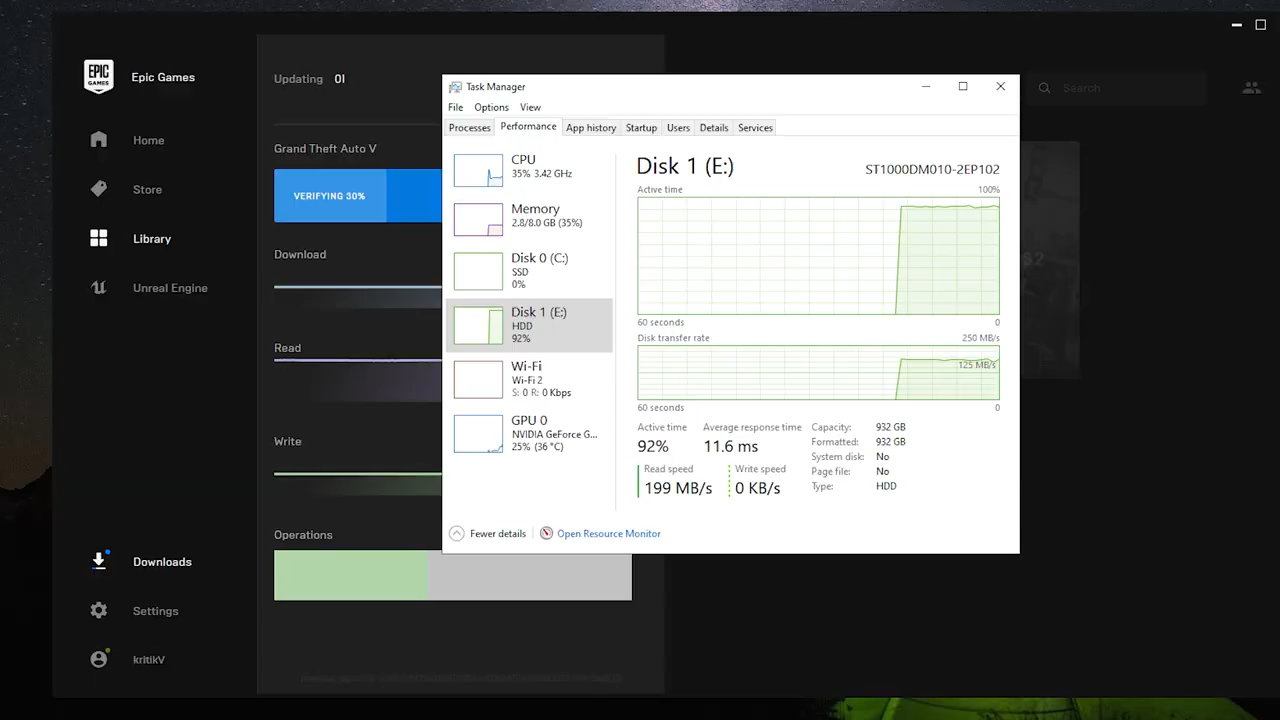 EPIC
GAMES
Epic Games
Home
Store
Library
Unreal Engine
Downloads
Settings
kritikV
Updating 01
Grand Theft Auto V
VERIFYING 30%
Download
Read
Write
Operations
Search
Task Manager
File Options View
Processes Performance App history Startup Users Details Services
CPU
35% 3.42 GHz
Memory
2.8/8.0 GB (35%)
Disk 0 (C:)
SSD
0%
Disk 1 (E:)
HDD
92%
Wi-Fi
Wi-Fi 2
S: 0 R: 0 Kbps
GPU 0
NVIDIA GeForce G...
25% (36 °C)
Disk 1 (E:) ST1000DM010-2EP102
Active time 100%
60 seconds 0
Disk transfer rate 250 MB/s
125 MB/s
60 seconds 0
Active time Average response time
92% 11.6 ms
Read speed Write speed
199 MB/s 0 KB/s
Capacity: 932 GB
Formatted: 932 GB
System disk: No
Page file: No
Type: HDD
Fewer details Open Resource Monitor